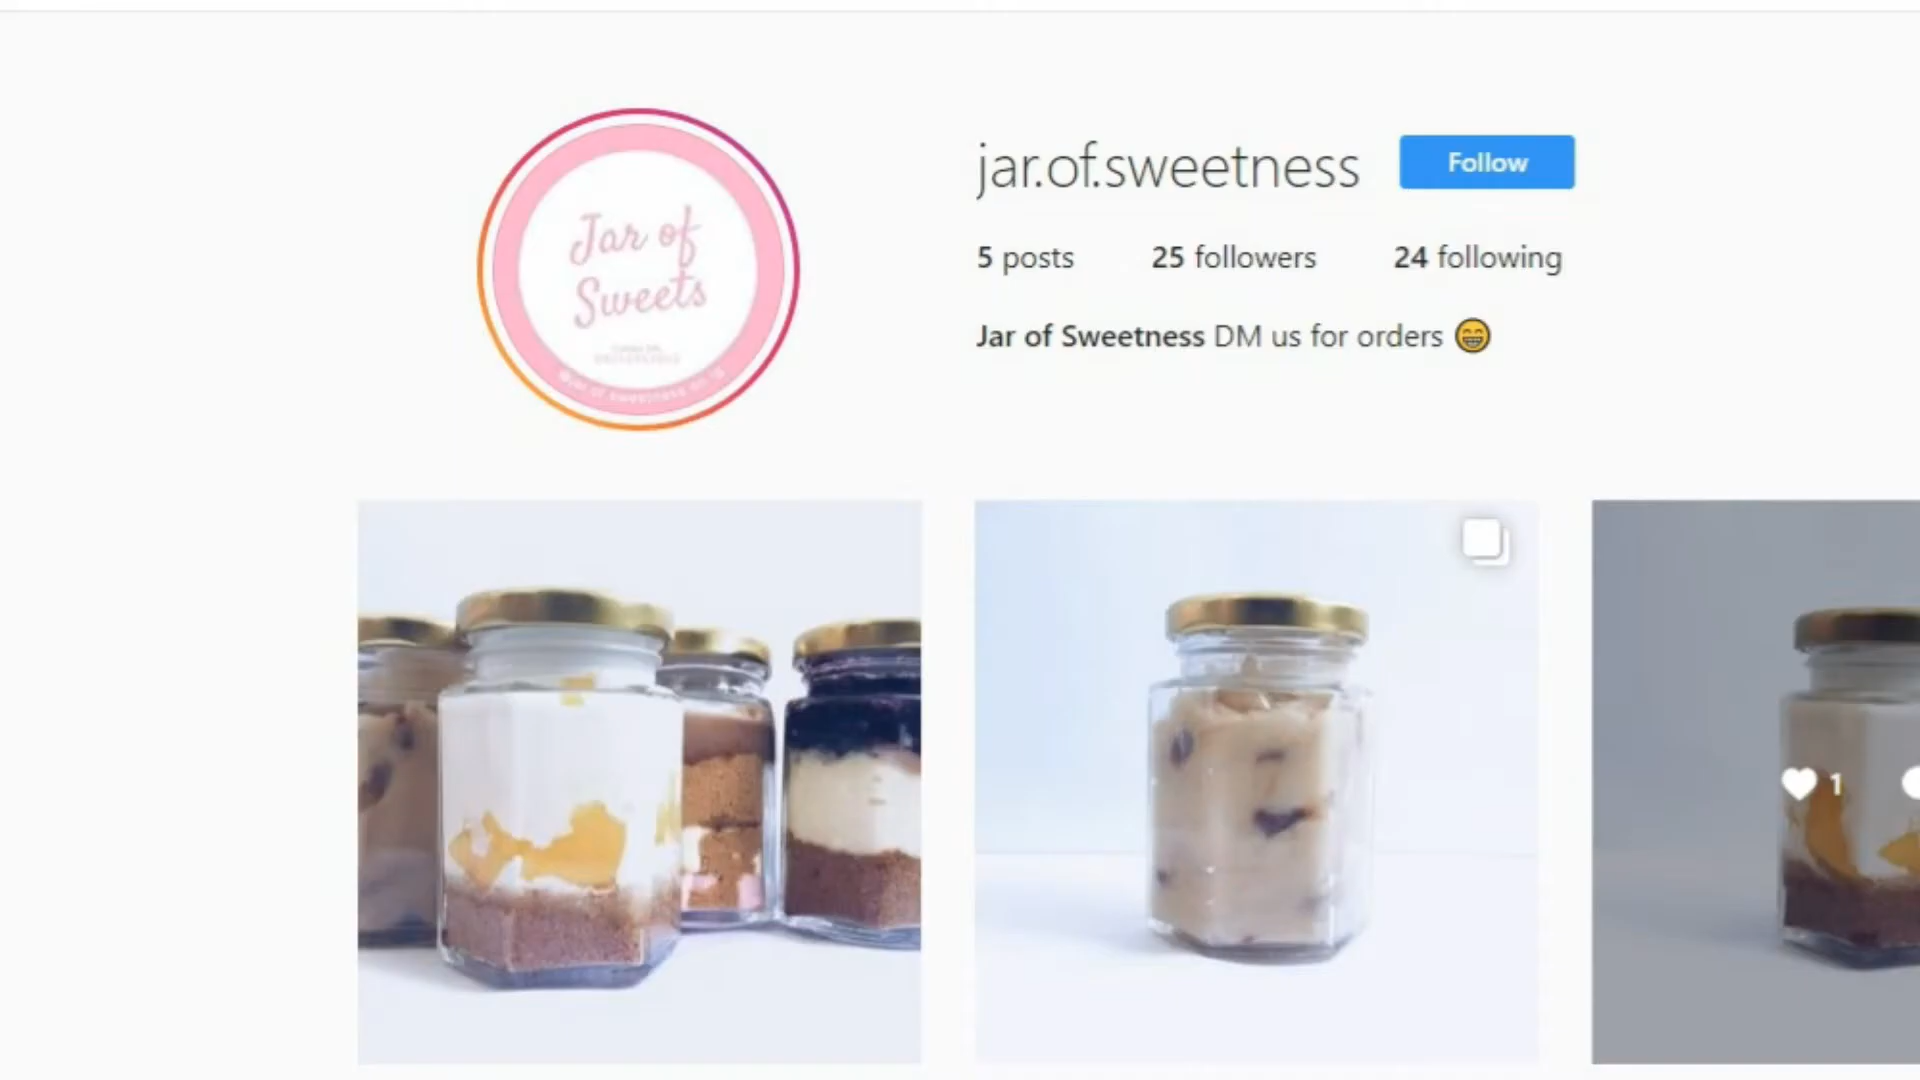 jar.of.sweetness Follow
5 posts 25 followers 24 following
Jar of Sweetness DM us for orders 😁
Jar of
Sweets
1